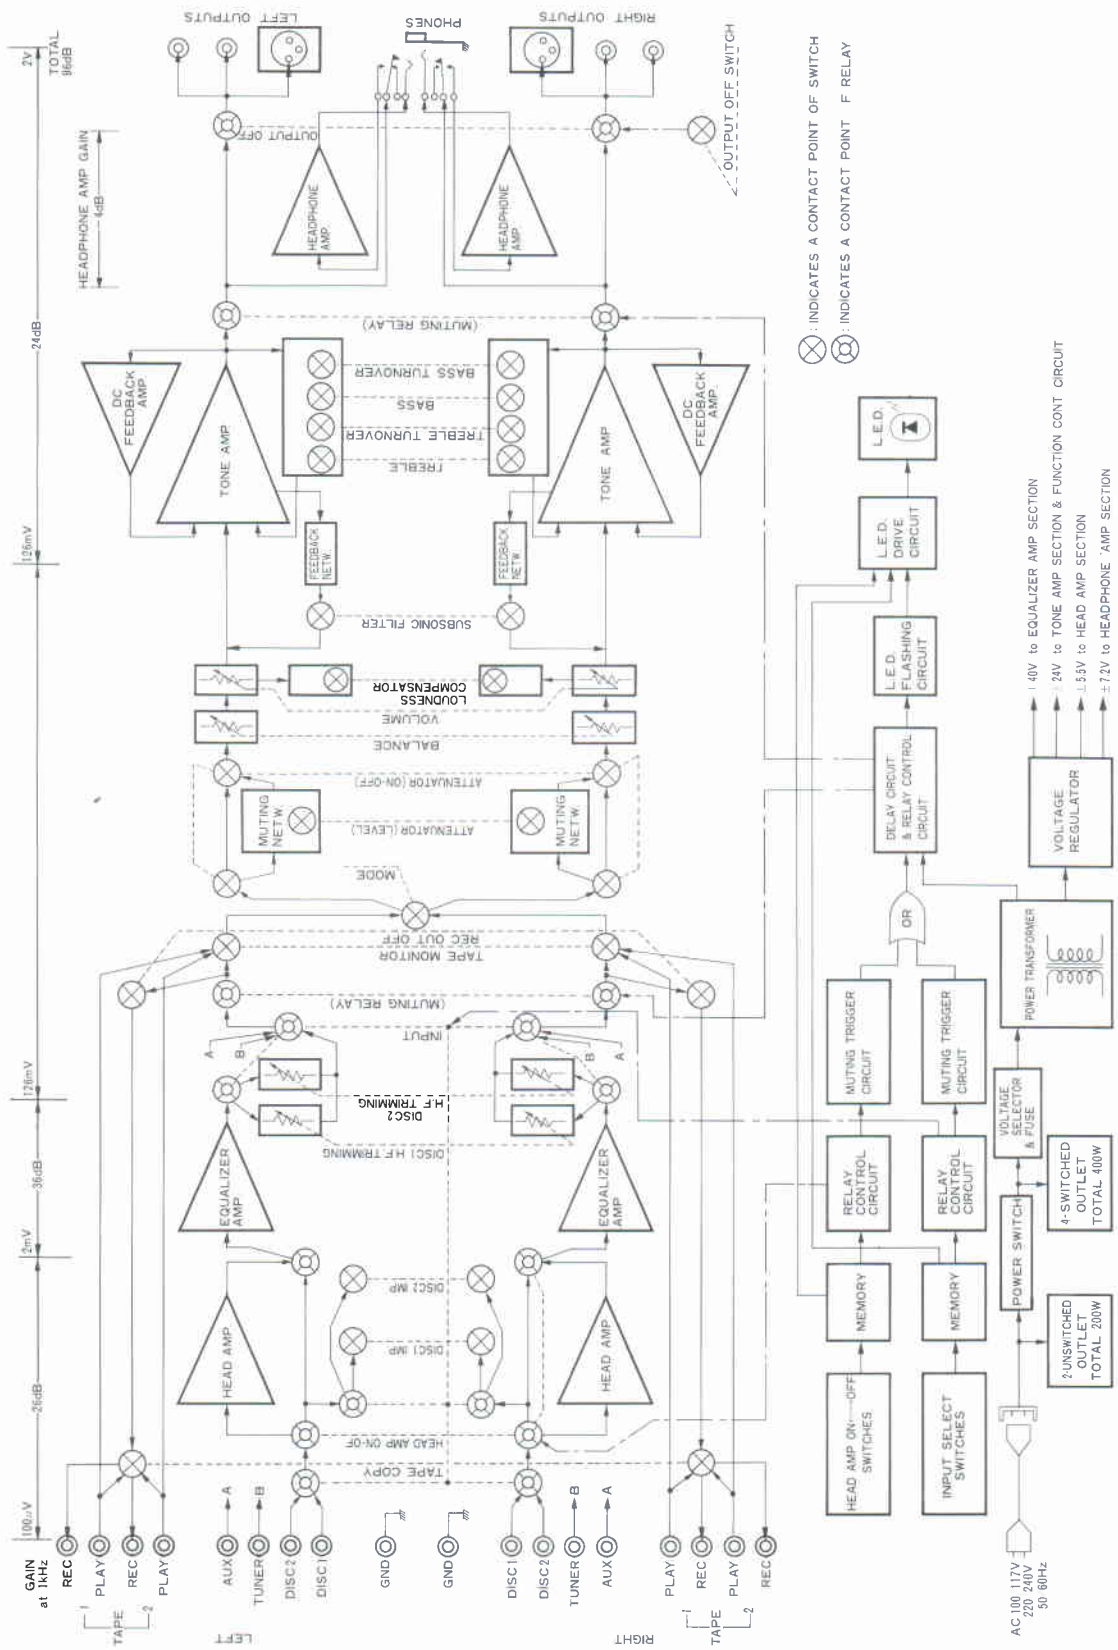 GAIN
at 1kHz
100μV
26dB
2mV
36dB
126mV
126mV
24dB
2V
TOTAL
86dB
HEADPHONE AMP GAIN
4dB
TAPE
1
REC
PLAY
2
REC
PLAY
LEFT
AUX
A
TUNER
B
DISC2
DISC1
GND
GND
RIGHT
DISC1
DISC2
TUNER
B
AUX
A
TAPE
1
PLAY
REC
2
PLAY
REC
TAPE COPY
HEAD AMP ON-OF
HEAD AMP
HEAD AMP
DISC1 IMP
DISC2 IMP
EQUALIZER
AMP
EQUALIZER
AMP
DISC1 H.F TRIMMING
DISC2
H.F TRIMMING
A
B
INPUT
B
A
(MUTING RELAY)
TAPE MONITOR
REC OUT OFF
MODE
MUTING
NETW.
MUTING
NETW.
ATTENUATOR (LEVEL)
ATTENUATOR (ON-OFF)
BALANCE
VOLUME
LOUDNESS
COMPENSATOR
SUBSONIC FILTER
FEEDBACK
NETW.
FEEDBACK
NETW.
TONE AMP
TONE AMP
DC
FEEDBACK
AMP
DC
FEEDBACK
AMP.
TREBLE
TREBLE TURNOVER)
BASS
BASS TURNOVER
(MUTING RELAY)
HEADPHONE
AMP.
HEADPHONE
AMP.
OUTPUT OFF
LEFT OUTPUTS
PHONES
RIGHT OUTPUTS
OUTPUT OFF SWITCH
: INDICATES A CONTACT POINT OF SWITCH
: INDICATES A CONTACT POINT F RELAY
HEAD AMP ON—OFF
SWITCHES
MEMORY
RELAY
CONTROL
CIRCUIT
MUTING TRIGGER
CIRCUIT
INPUT SELECT
SWITCHES
MEMORY
RELAY
CONTROL
CIRCUIT
MUTING TRIGGER
CIRCUIT
OR
DELAY CIRCUIT
& RELAY CONTROL
CIRCUIT
L.E.D.
FLASHING
CIRCUIT
L.E.D.
DRIVE
CIRCUIT
L.E.D.
AC 100 117V
220 240V
50 60Hz
2-UNSWITCHED
OUTLET
TOTAL 200W
POWER SWITCH
4-SWITCHED
OUTLET
TOTAL 400W
VOLTAGE
SELECTOR
& FUSE
POWER TRANSFORMER
VOLTAGE
REGULATOR
40V to EQUALIZER AMP SECTION
24V to TONE AMP SECTION & FUNCTION CONT CIRCUIT
±5.5V to HEAD AMP SECTION
±7.2V to HEADPHONE AMP SECTION